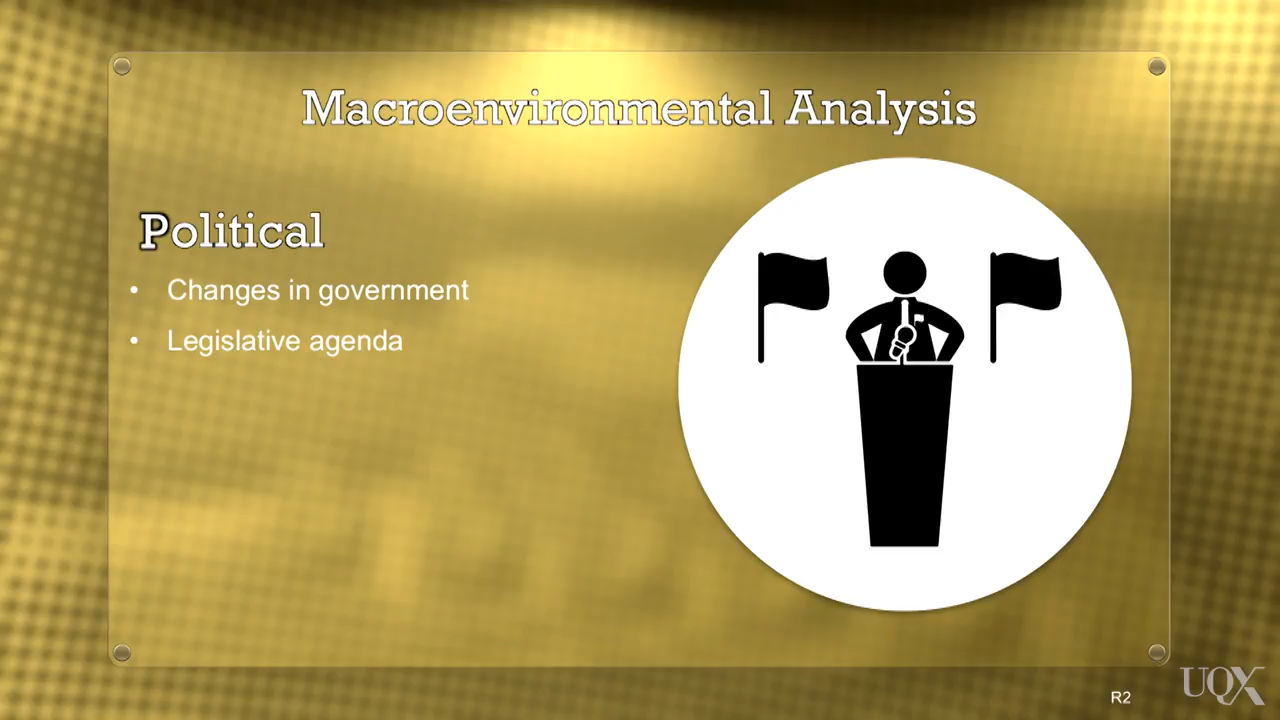 Macroenvironmental Analysis
Political
• Changes in government
• Legislative agenda
R2
UQX